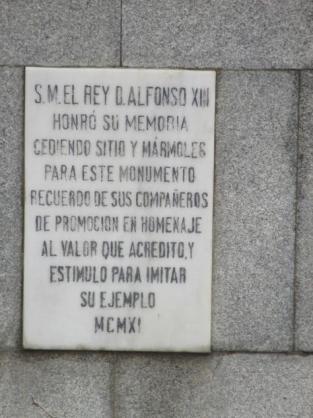 S.M. EL REY D. ALFONSO XIII
HONRÓ SU MEMORIA
CEDIENDO SITIO Y MÁRMOLES
PARA ESTE MONUMENTO
RECUERDO DE SUS COMPAÑEROS
DE PROMOCION EN HOMENAJE
AL VALOR QUE ACREDITO, Y
ESTIMULO PARA IMITAR
SU EJEMPLO
MCMXI